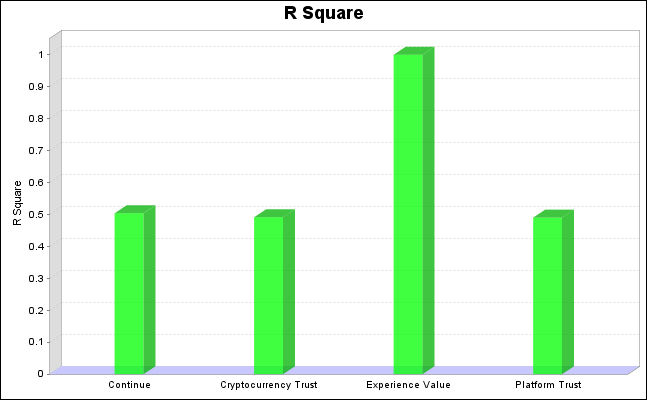 R Square
1
0.9
0.8
0.7
0.6
0.5
0.4
0.3
0.2
0.1
0
R Square
Continue
Cryptocurrency Trust
Experience Value
Platform Trust